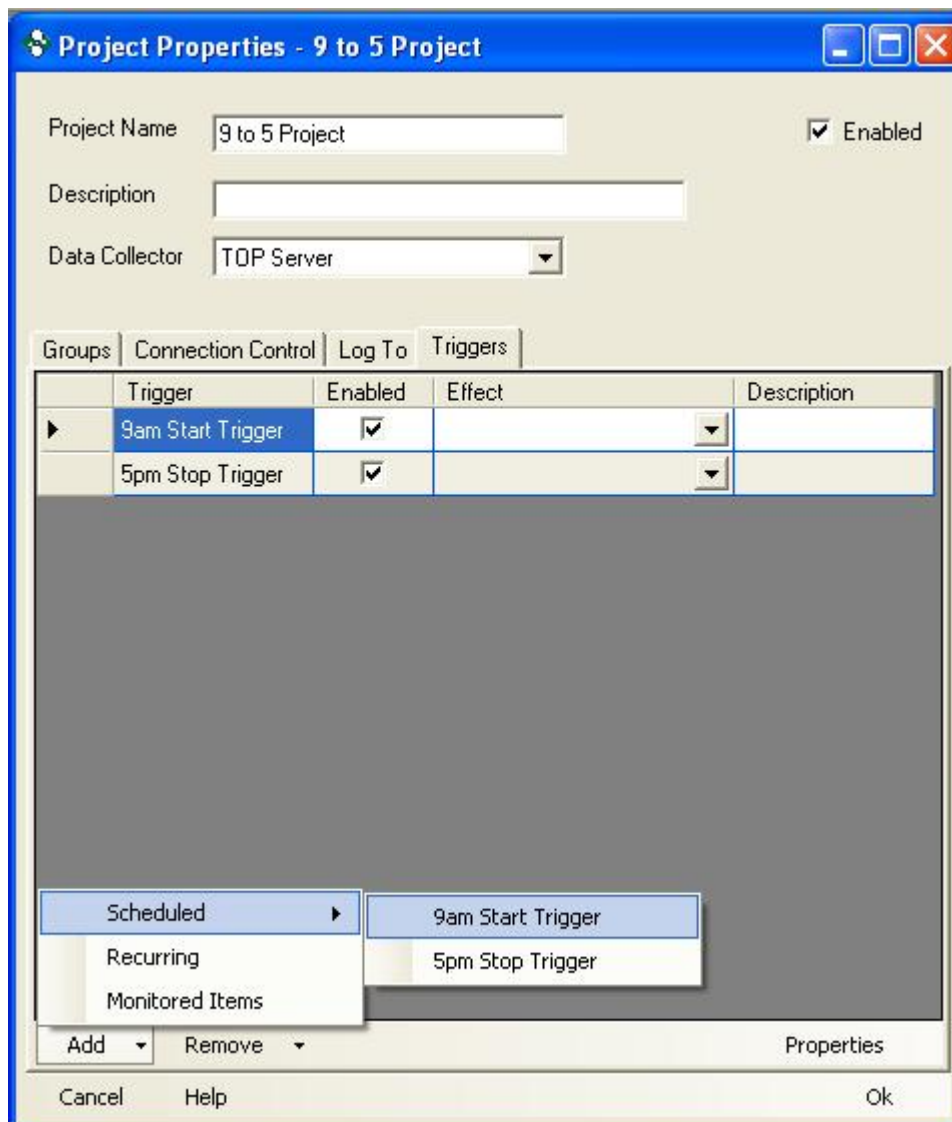 Project Properties - 9 to 5 Project
Project Name 9 to 5 Project Enabled
Description
Data Collector TOP Server
Groups Connection Control Log To Triggers
Trigger Enabled Effect Description
9am Start Trigger
5pm Stop Trigger
Scheduled 9am Start Trigger
Recurring 5pm Stop Trigger
Monitored Items
Add Remove Properties
Cancel Help Ok